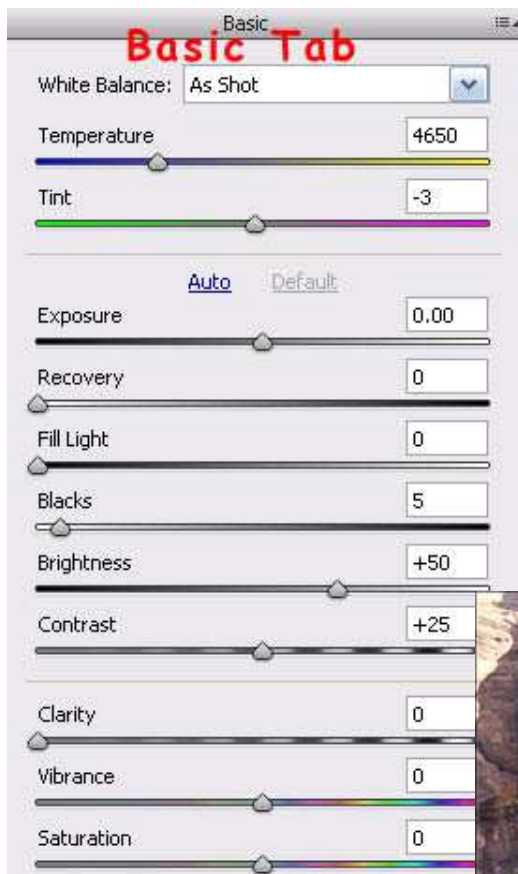 Basic
Basic Tab
White Balance: As Shot
Temperature 4650
Tint -3
Auto Default
Exposure 0.00
Recovery 0
Fill Light 0
Blacks 5
Brightness +50
Contrast +25
Clarity 0
Vibrance 0
Saturation 0